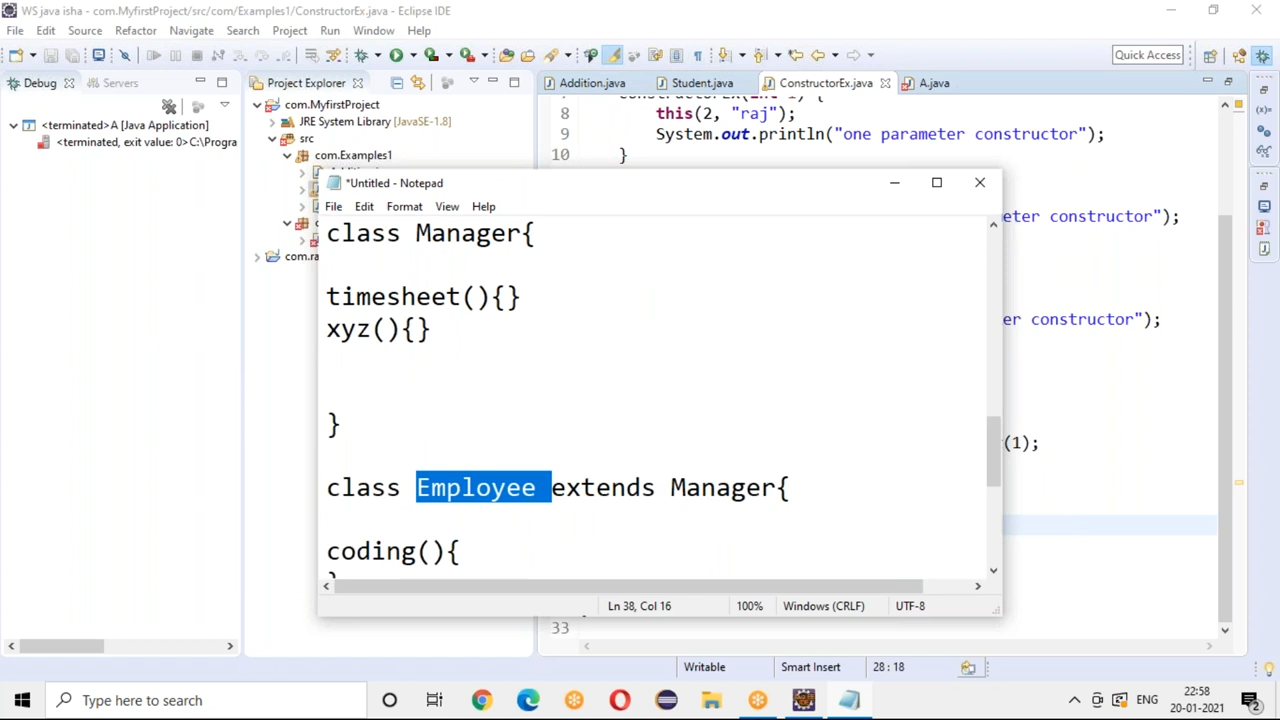 WS java isha - com.MyfirstProject/src/com/Examples1/ConstructorEx.java - Eclipse IDE
File Edit Source Refactor Navigate Search Project Run Window Help
Quick Access
Debug Servers
Project Explorer
Addition.java Student.java ConstructorEx.java A.java
<terminated>A [Java Application]
<terminated, exit value: 0>C:\Progra
com.MyfirstProject
JRE System Library [JavaSE-1.8]
src
com.Examples1
com.ra
8 this(2, "raj");
9 System.out.println("one parameter constructor");
10 }
eter constructor");
er constructor");
(1);
33
*Untitled - Notepad
File Edit Format View Help
class Manager{
timesheet(){}
xyz(){}
}
class Employee extends Manager{
coding(){
}
Ln 38, Col 16 100% Windows (CRLF) UTF-8
Writable Smart Insert 28 : 18
Type here to search
ENG
22:58
20-01-2021
2